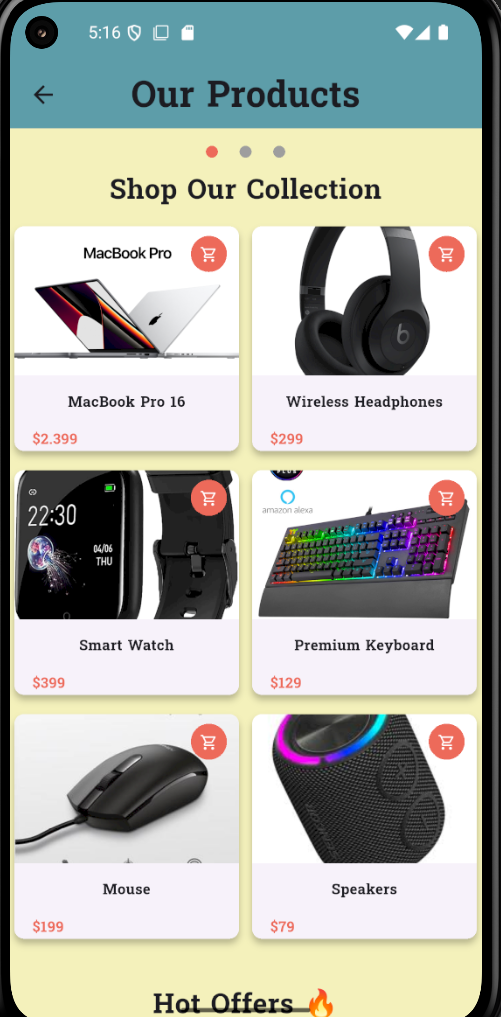 5:16
Our Products
Shop Our Collection
MacBook Pro
MacBook Pro 16
$2.399
b
Wireless Headphones
$299
22:30
04/06
THU
Smart Watch
$399
amazon alexa
Premium Keyboard
$129
Mouse
$199
Speakers
$79
Hot Offers 🔥